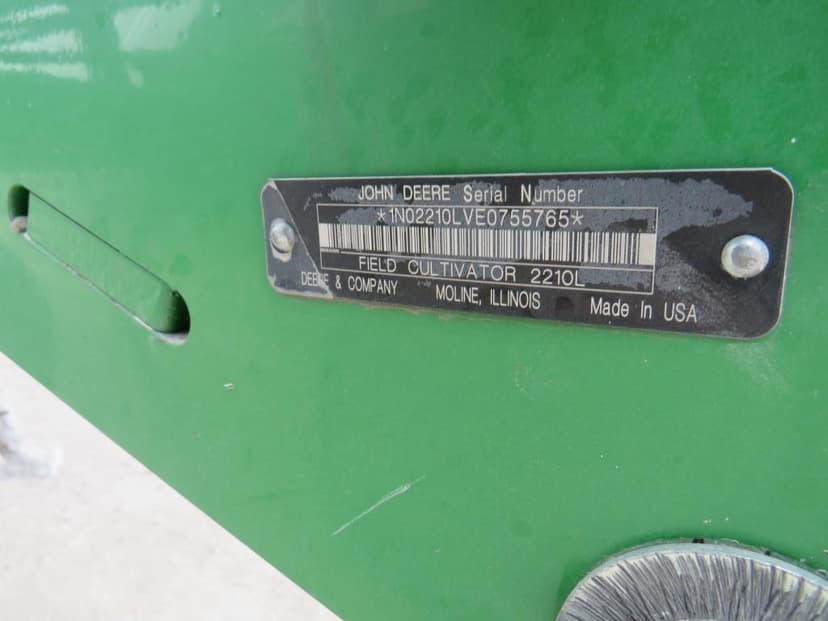 JOHN DEERE Serial Number
*1N02210LVE0755765*
FIELD CULTIVATOR 2210L
DEERE & COMPANY MOLINE, ILLINOIS Made In USA